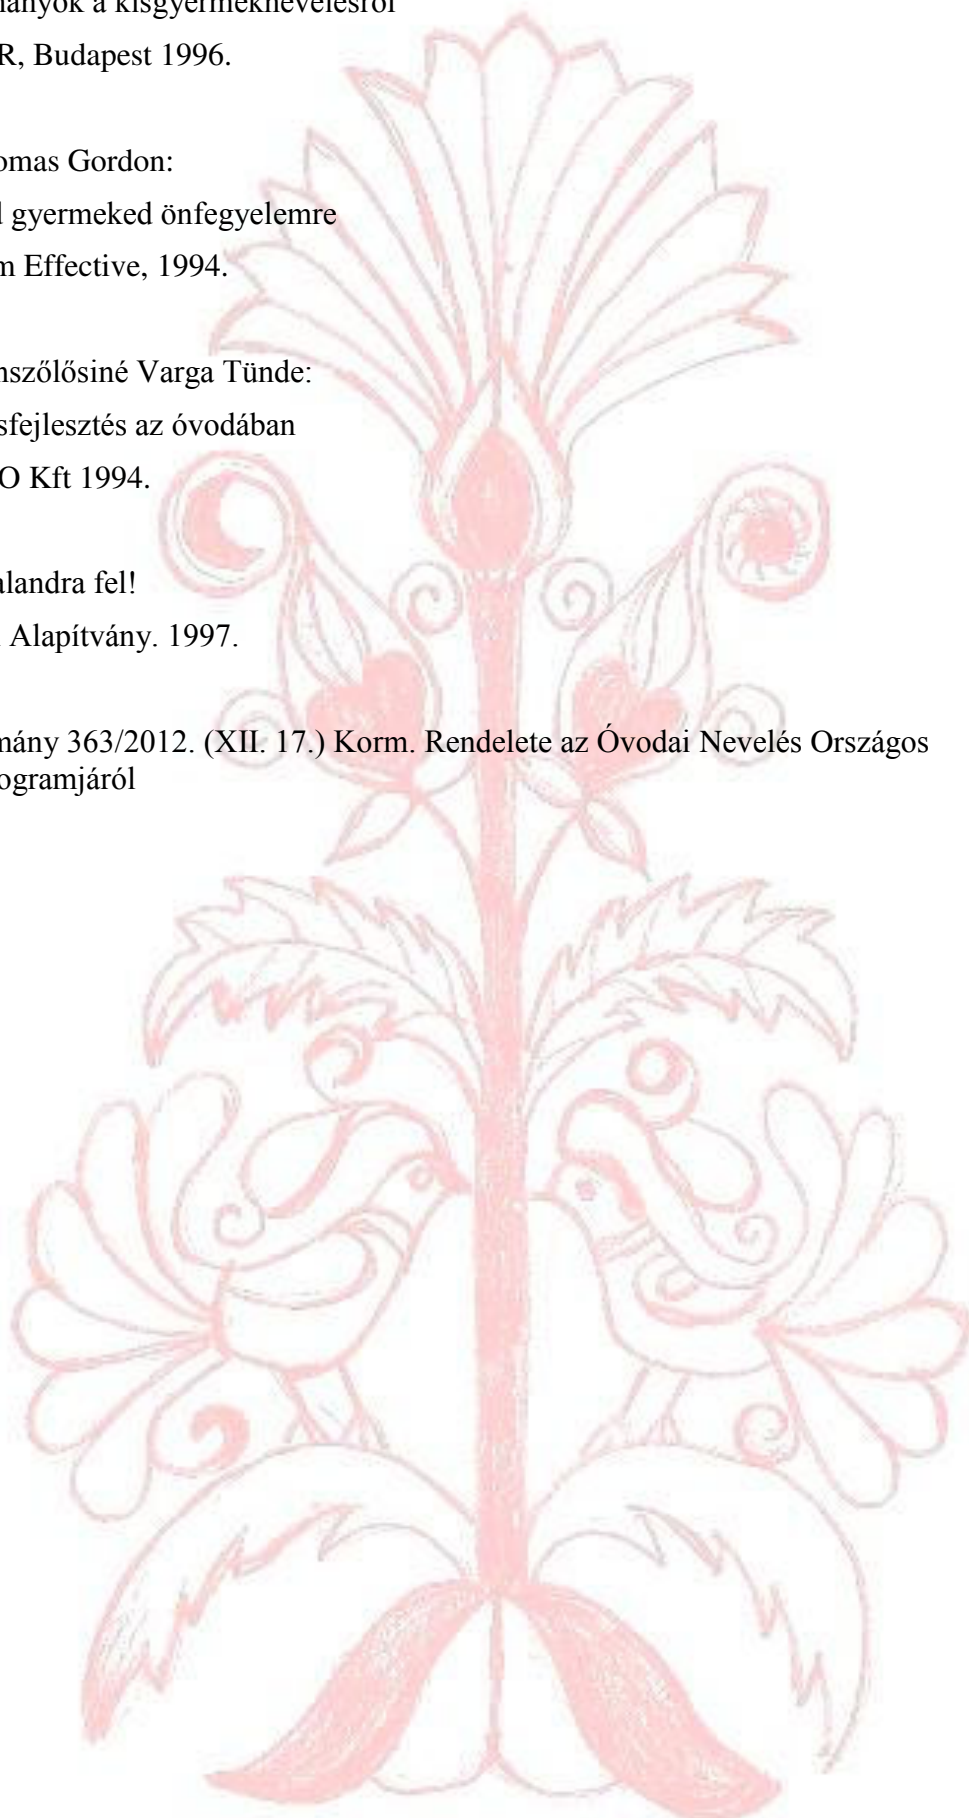 ányok a kisgyermeknevelésről
R, Budapest 1996.
omas Gordon:
gyermeked önfegyelemre
m Effective, 1994.
nszőlősiné Varga Tünde:
sfejlesztés az óvodában
O Kft 1994.
alandra fel!
Alapítvány. 1997.
mány 363/2012. (XII. 17.) Korm. Rendelete az Óvodai Nevelés Országos
ogramjáról